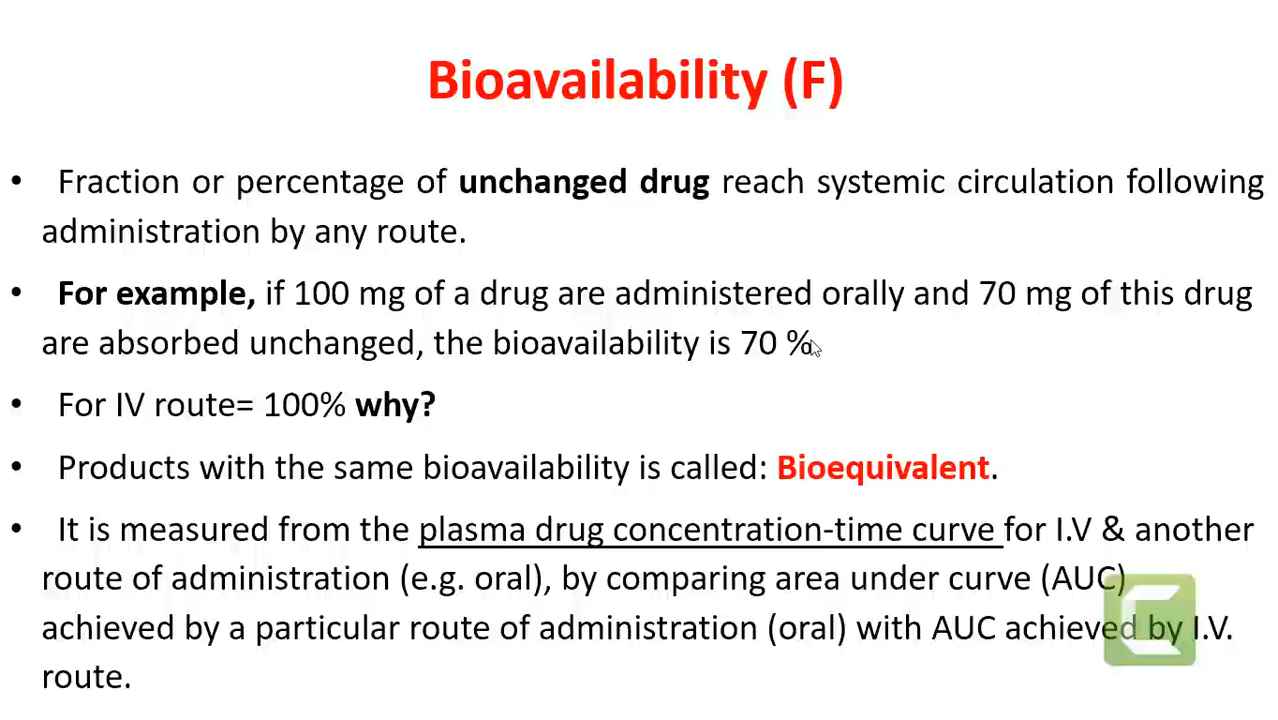 Bioavailability (F)
• Fraction or percentage of unchanged drug reach systemic circulation following
administration by any route.
• For example, if 100 mg of a drug are administered orally and 70 mg of this drug
are absorbed unchanged, the bioavailability is 70 %
• For IV route= 100% why?
• Products with the same bioavailability is called: Bioequivalent.
• It is measured from the plasma drug concentration-time curve for I.V & another
route of administration (e.g. oral), by comparing area under curve (AUC)
achieved by a particular route of administration (oral) with AUC achieved by I.V.
route.